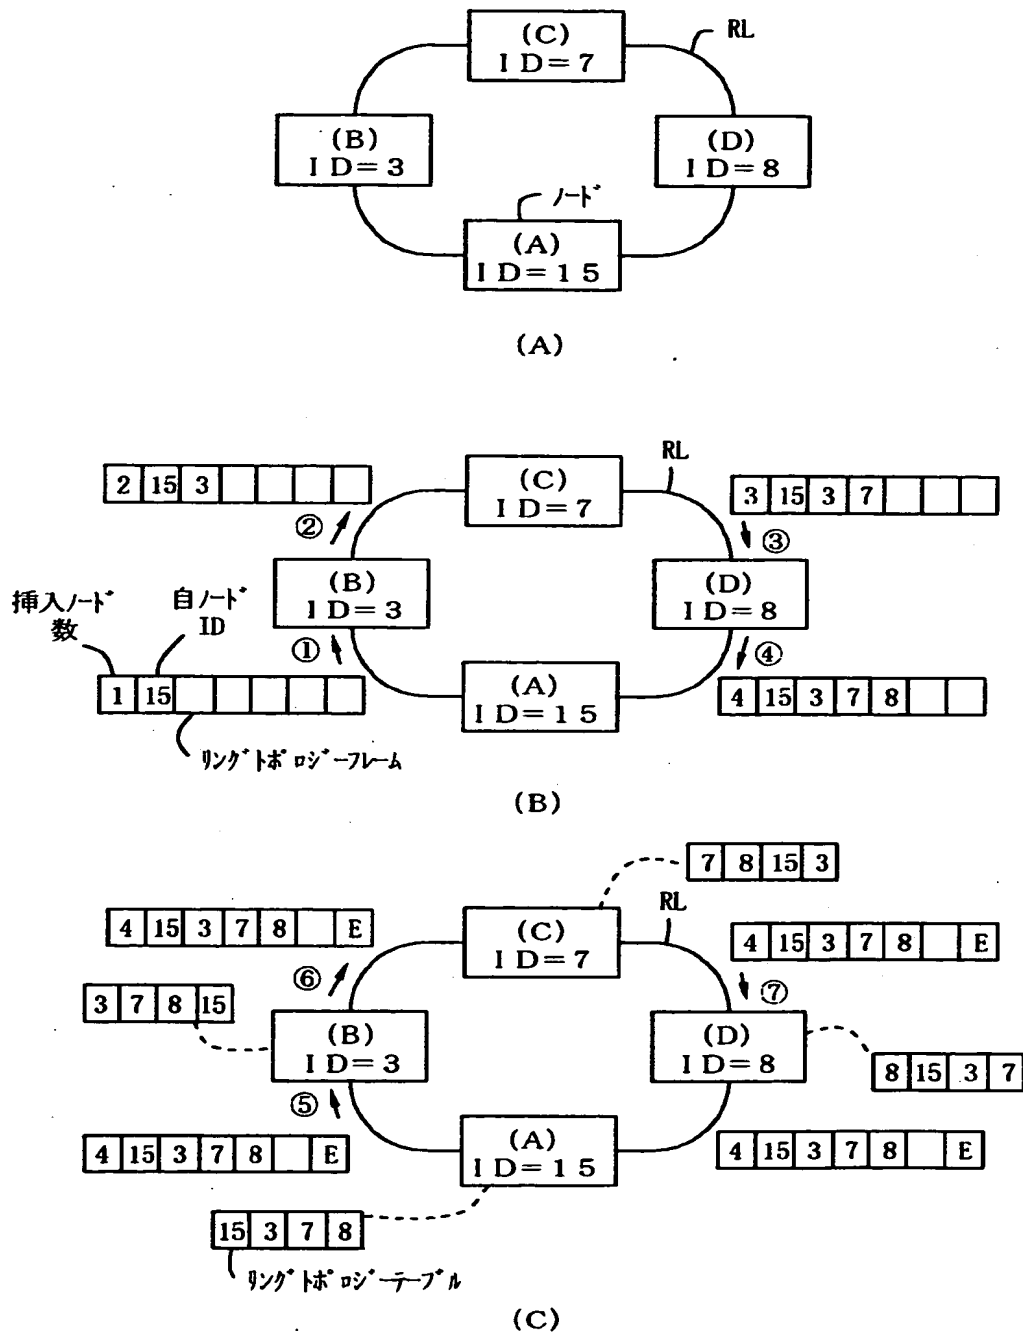 (C)
ID=7
RL
(B)
ID=3
(D)
ID=8
ノード
(A)
ID=15
(A)
2 15 3
(C)
ID=7
RL
3 15 3 7
②
③
(B)
ID=3
(D)
ID=8
挿入ノード
数
自ノード
ID
①
④
1 15
(A)
ID=15
4 15 3 7 8
リングトポロジーフレーム
(B)
7 8 15 3
4 15 3 7 8 E
(C)
ID=7
RL
4 15 3 7 8 E
⑥
⑦
3 7 8 15
(B)
ID=3
(D)
ID=8
8 15 3 7
⑤
4 15 3 7 8 E
(A)
ID=15
4 15 3 7 8 E
15 3 7 8
リングトポロジーテーブル
(C)